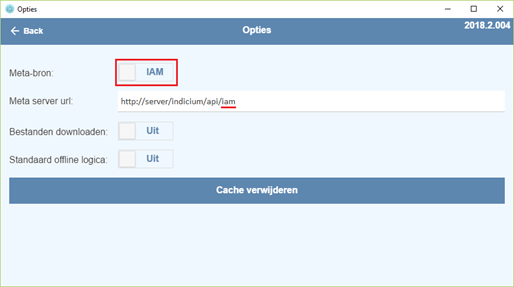 Opties
Back
Opties
2018.2.004
Meta-bron:
IAM
Meta server url:
http://server/indicium/api/iam
Bestanden downloaden:
Uit
Standaard offline logica:
Uit
Cache verwijderen